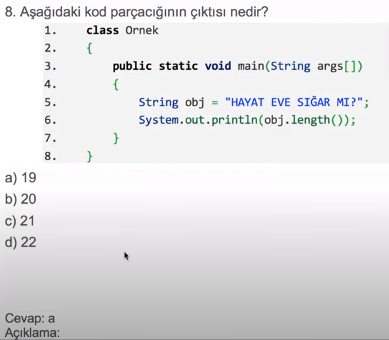 8. Aşağıdaki kod parçacığının çıktısı nedir?
1. class Ornek
2. {
3. public static void main(String args[])
4. {
5. String obj = "HAYAT EVE SIĞAR MI?";
6. System.out.println(obj.length());
7. }
8. }
a) 19
b) 20
c) 21
d) 22
Cevap: a
Açıklama: